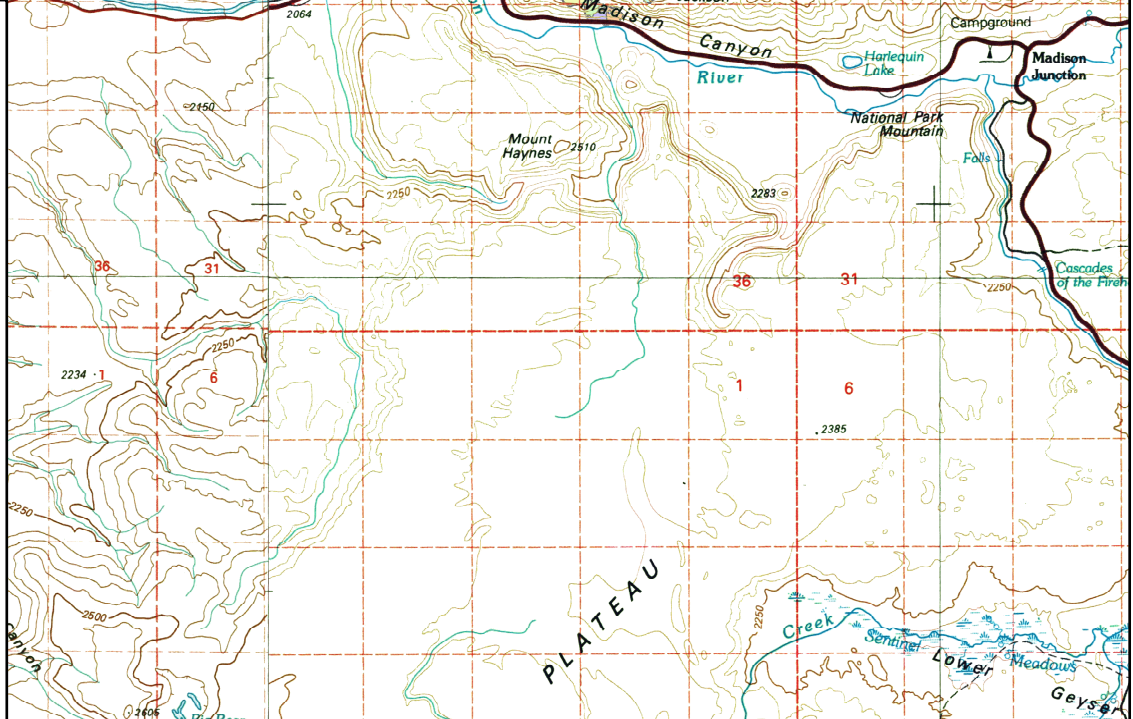 2064
Madison
Canyon
River
Campground
Harlequin
Lake
Madison
Junction
2150
National Park
Mountain
Mount
Haynes
2510
Falls
2250
2283
36
31
36
31
Cascades
of the Fireh
2250
2250
2234
1
6
1
6
2385
2250
PLATEAU
2250
2500
Creek
Sentinel
Meadows
Canyon
Lower
Geyser
2605